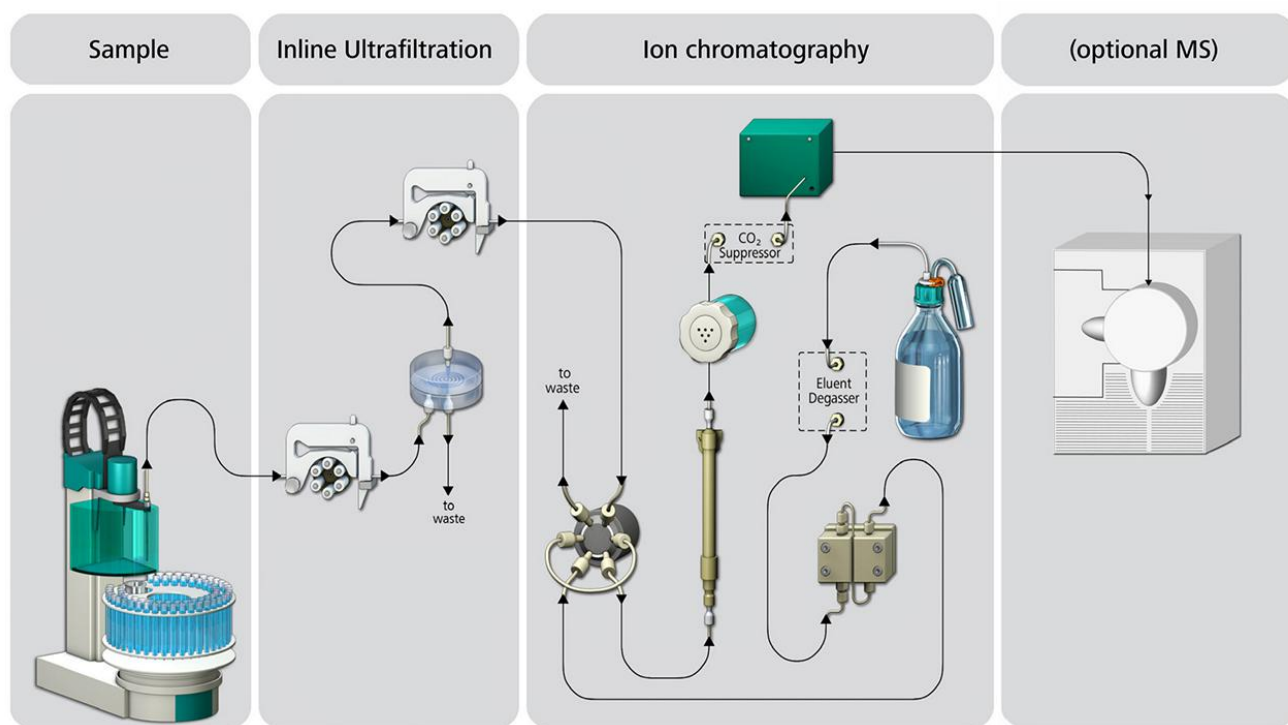 Sample
Inline Ultrafiltration
Ion chromatography
(optional MS)
CO₂
Suppressor
to
waste
Eluent
Degasser
to
waste